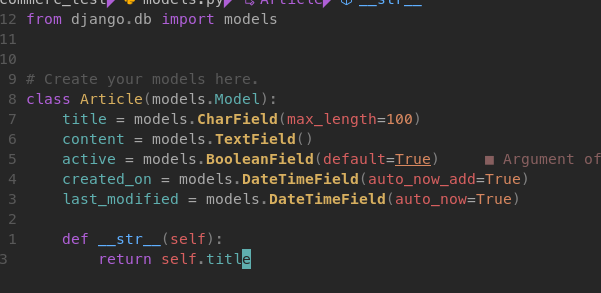 commerc_test models.py Article __str__
12 from django.db import models
11
10
9 # Create your models here.
8 class Article(models.Model):
7     title = models.CharField(max_length=100)
6     content = models.TextField()
5     active = models.BooleanField(default=True)     ■ Argument of
4     created_on = models.DateTimeField(auto_now_add=True)
3     last_modified = models.DateTimeField(auto_now=True)
2
1     def __str__(self):
3         return self.title